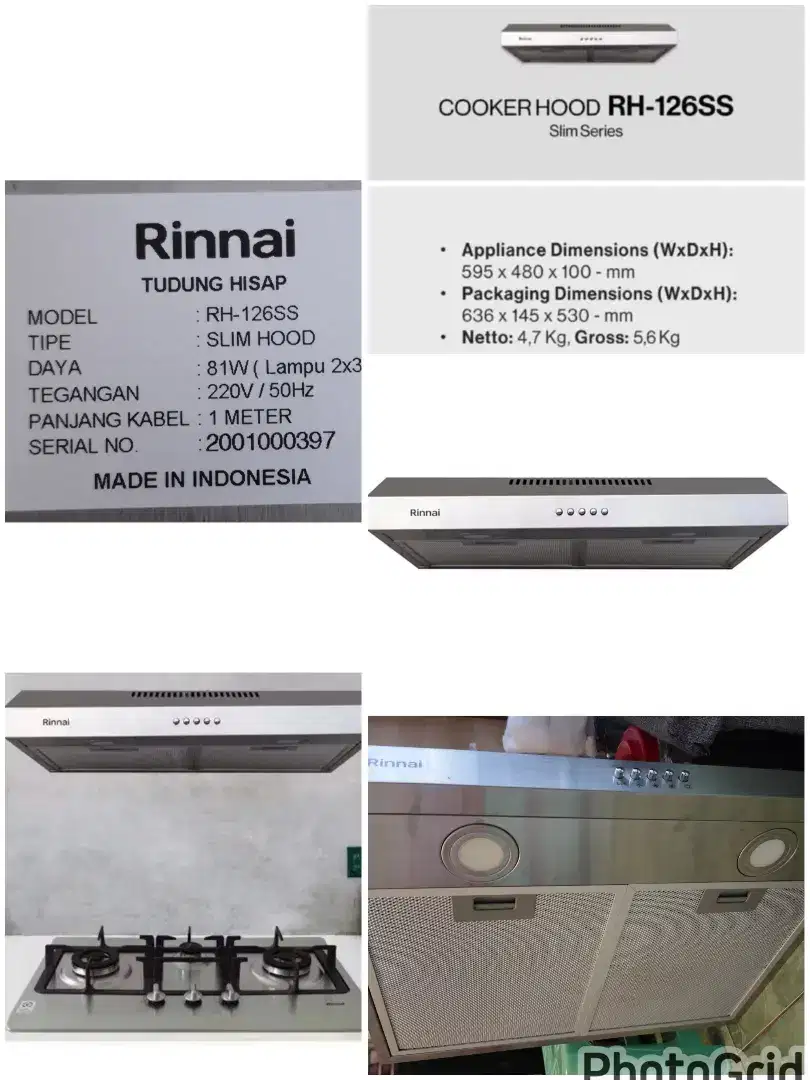 COOKER HOOD RH-126SS
Slim Series
Rinnai
TUDUNG HISAP
MODEL : RH-126SS
TIPE : SLIM HOOD
DAYA : 81W ( Lampu 2x3
TEGANGAN : 220V / 50Hz
PANJANG KABEL : 1 METER
SERIAL NO. : 2001000397
MADE IN INDONESIA
• Appliance Dimensions (WxDxH):
595 x 480 x 100 - mm
• Packaging Dimensions (WxDxH):
636 x 145 x 530 - mm
• Netto: 4,7 Kg, Gross: 5,6 Kg
Rinnai
Rinnai
Rinnai
PhotoGrid